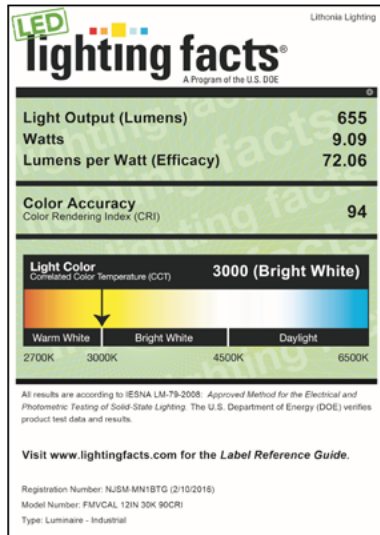 Lithonia Lighting
LED
lighting facts®
A Program of the U.S. DOE
Light Output (Lumens) 655
Watts 9.09
Lumens per Watt (Efficacy) 72.06
Color Accuracy
Color Rendering Index (CRI) 94
Light Color
Correlated Color Temperature (CCT) 3000 (Bright White)
Warm White Bright White Daylight
2700K 3000K 4500K 6500K
All results are according to IESNA LM-79-2008: Approved Method for the Electrical and
Photometric Testing of Solid-State Lighting. The U.S. Department of Energy (DOE) verifies
product test data and results.
Visit www.lightingfacts.com for the Label Reference Guide.
Registration Number: NJSM-MN1BTG (2/10/2016)
Model Number: FMVCAL 12IN 30K 90CRI
Type: Luminaire - Industrial